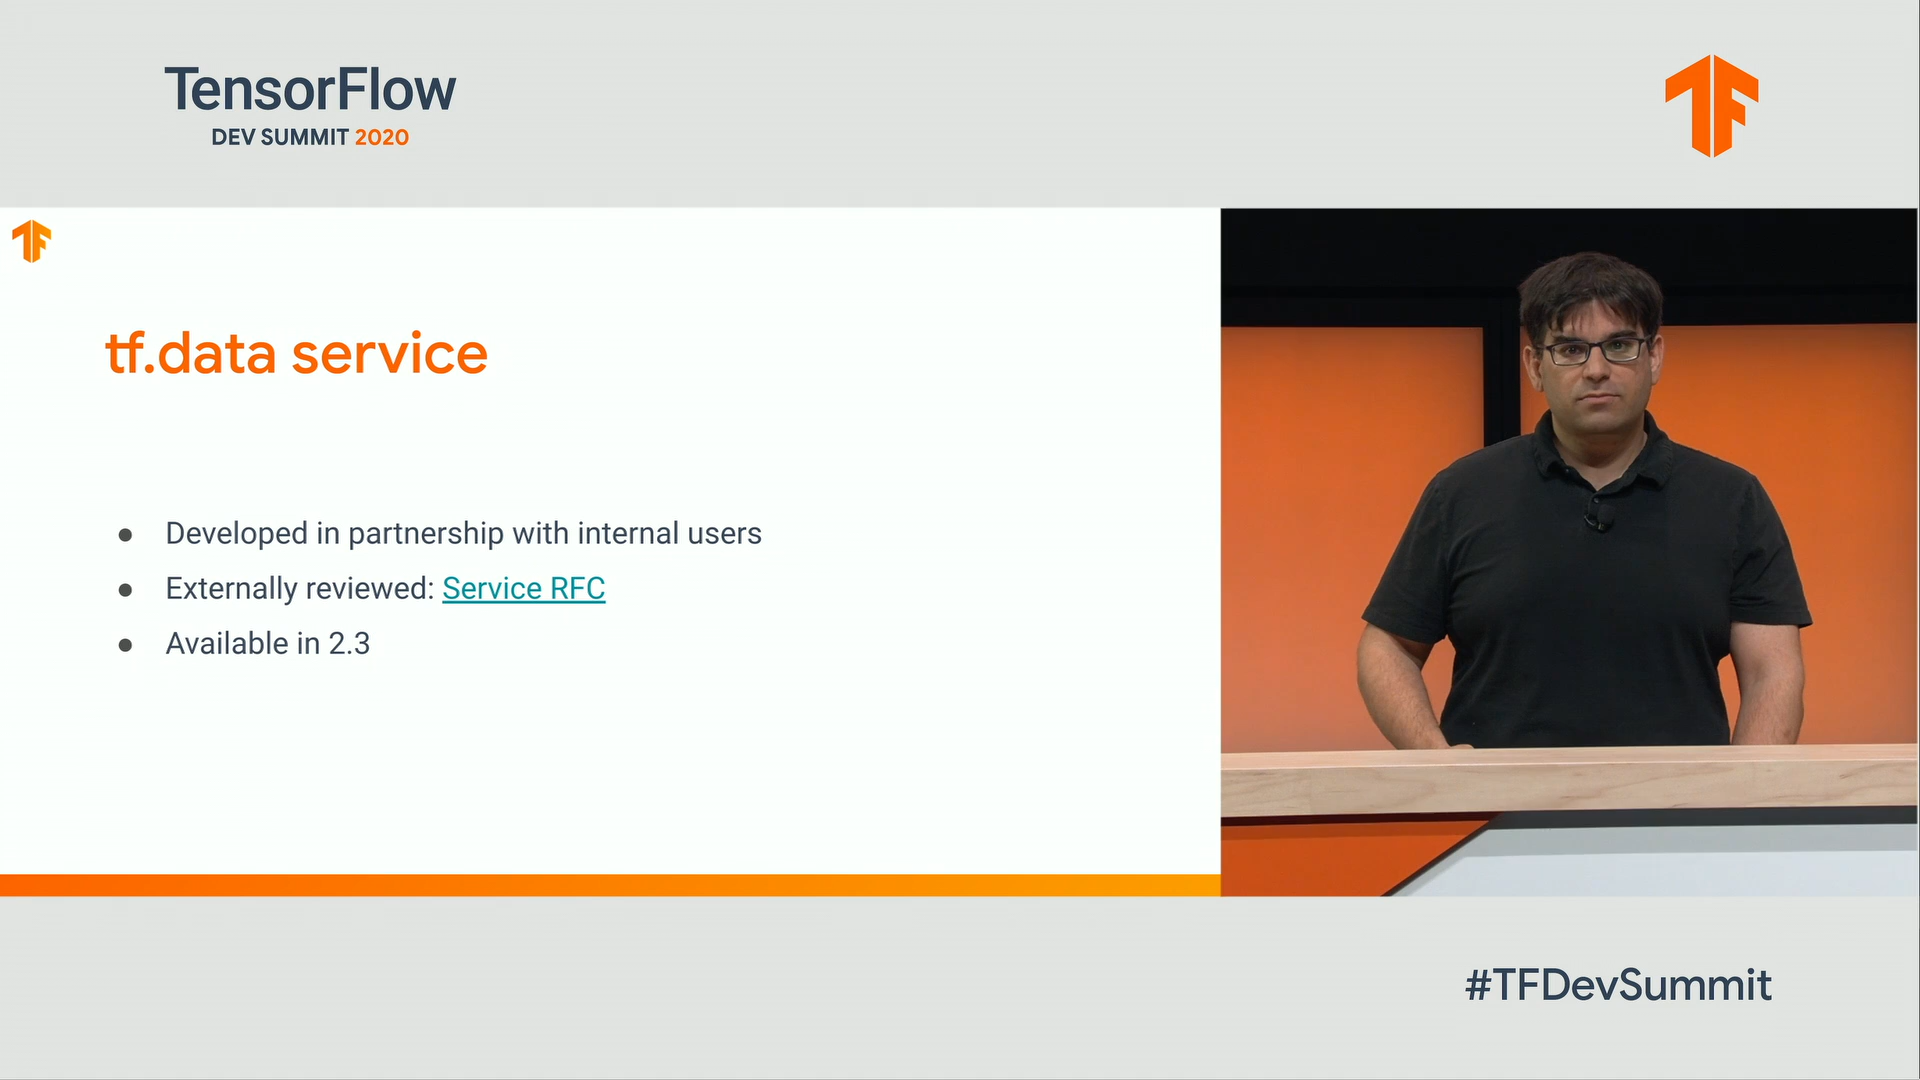 TensorFlow
DEV SUMMIT 2020
tf.data service
● Developed in partnership with internal users
● Externally reviewed: Service RFC
● Available in 2.3
#TFDevSummit